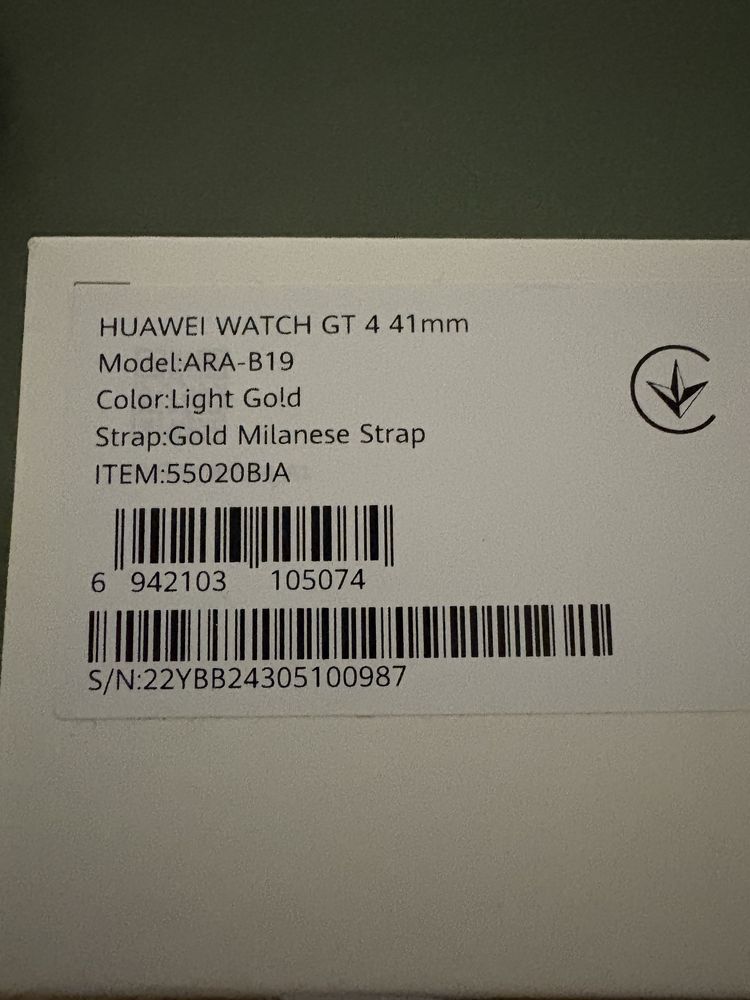 HUAWEI WATCH GT 4 41mm
Model:ARA-B19
Color:Light Gold
Strap:Gold Milanese Strap
ITEM:55020BJA
6 942103 105074
S/N:22YBB24305100987